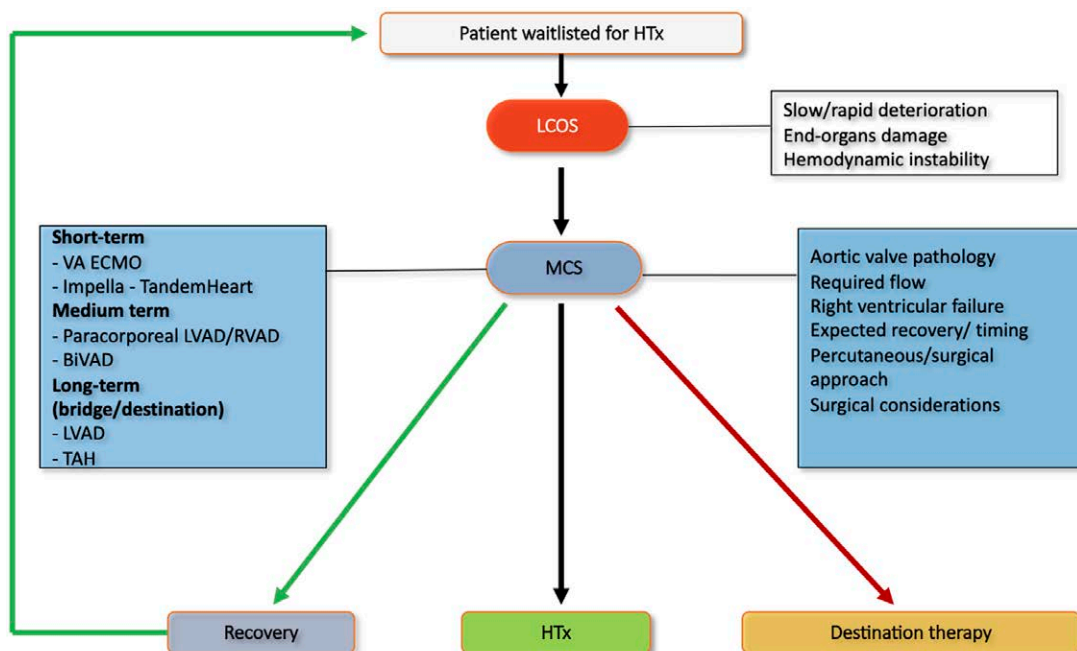 Patient waitlisted for HTx
LCOS
Slow/rapid deterioration
End-organs damage
Hemodynamic instability
Short-term
- VA ECMO
- Impella - TandemHeart
Medium term
- Paracorporeal LVAD/RVAD
- BiVAD
Long-term
(bridge/destination)
- LVAD
- TAH
MCS
Aortic valve pathology
Required flow
Right ventricular failure
Expected recovery/ timing
Percutaneous/surgical
approach
Surgical considerations
Recovery
HTx
Destination therapy